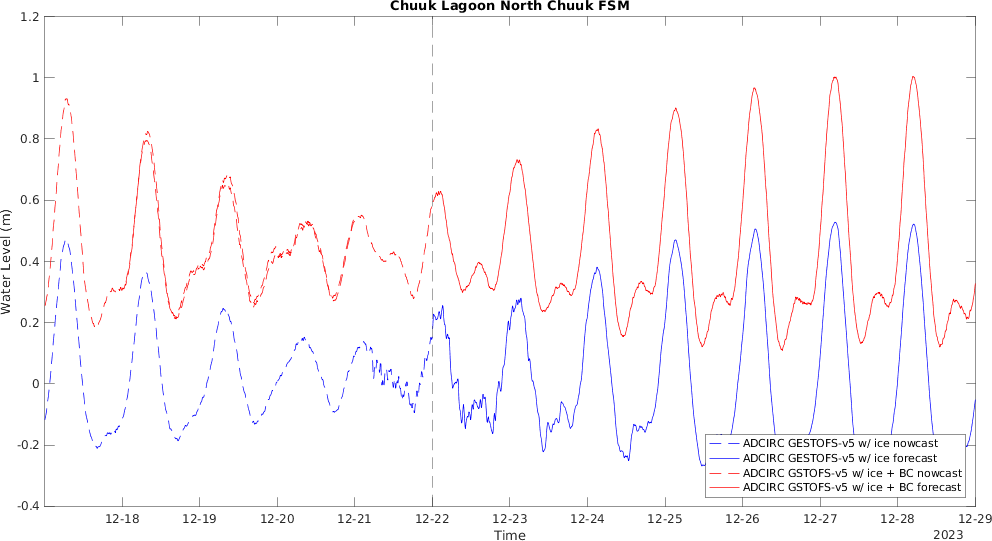 Chuuk Lagoon North Chuuk FSM
1.2
1
0.8
0.6
0.4
0.2
0
-0.2
-0.4
Water Level (m)
ADCIRC GESTOFS-v5 w/ ice nowcast
ADCIRC GESTOFS-v5 w/ ice forecast
ADCIRC GSTOFS-v5 w/ ice + BC nowcast
ADCIRC GSTOFS-v5 w/ ice + BC forecast
12-18 12-19 12-20 12-21 12-22 12-23 12-24 12-25 12-26 12-27 12-28 12-29
Time
2023